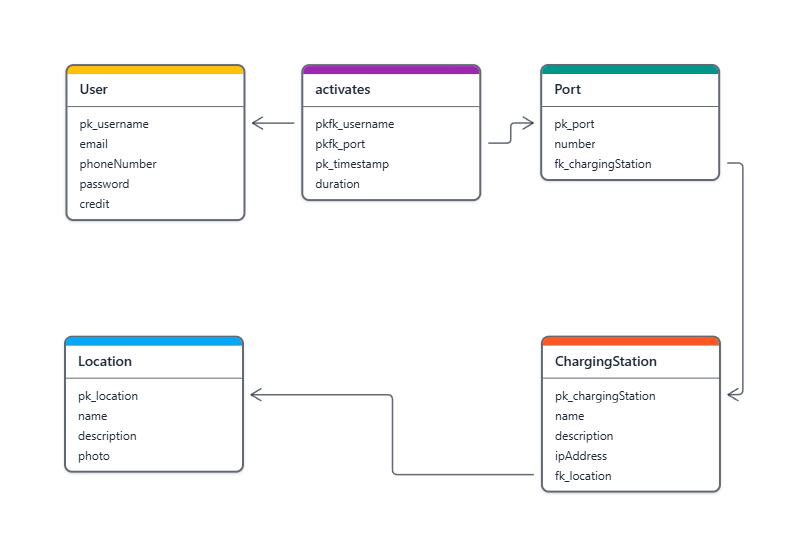 User
pk_username
email
phoneNumber
password
credit
activates
pkfk_username
pkfk_port
pk_timestamp
duration
Port
pk_port
number
fk_chargingStation
Location
pk_location
name
description
photo
ChargingStation
pk_chargingStation
name
description
ipAddress
fk_location